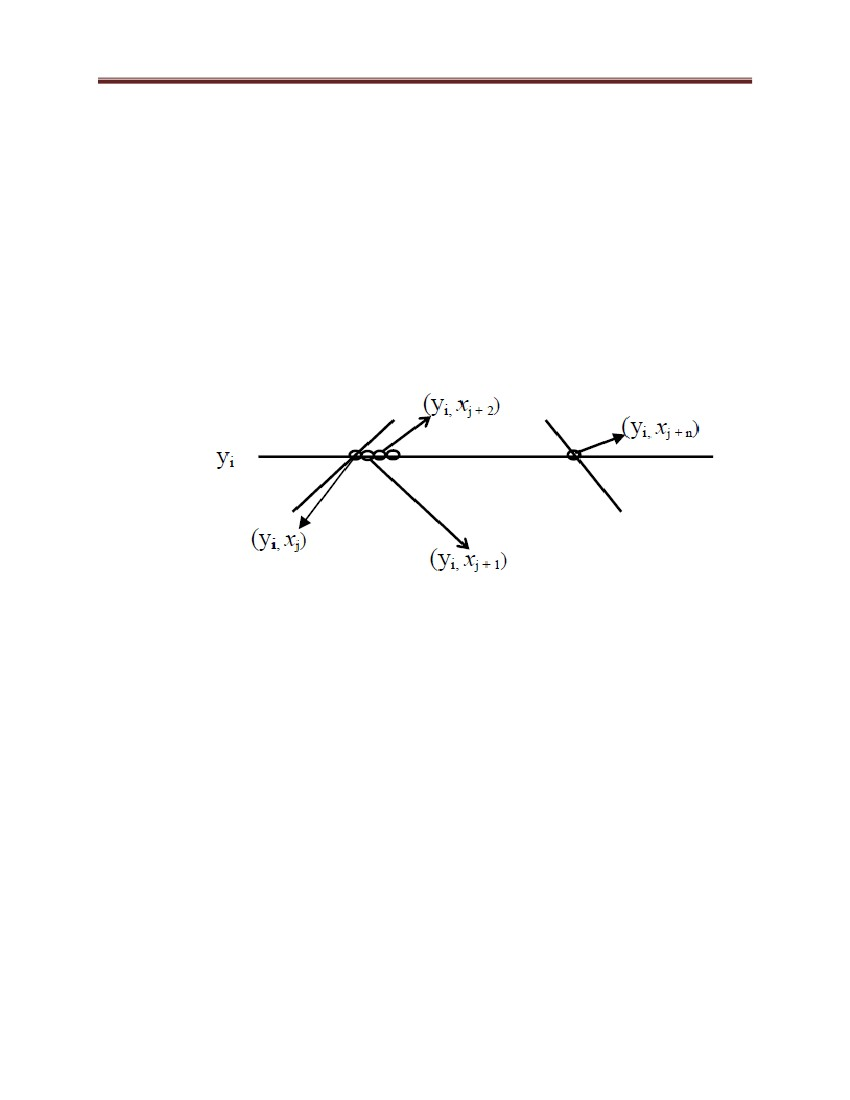 (yᵢ, xⱼ ₊ ₂)
(yᵢ, xⱼ ₊ ₙ)
yᵢ
(yᵢ, xⱼ)
(yᵢ, xⱼ ₊ ₁)